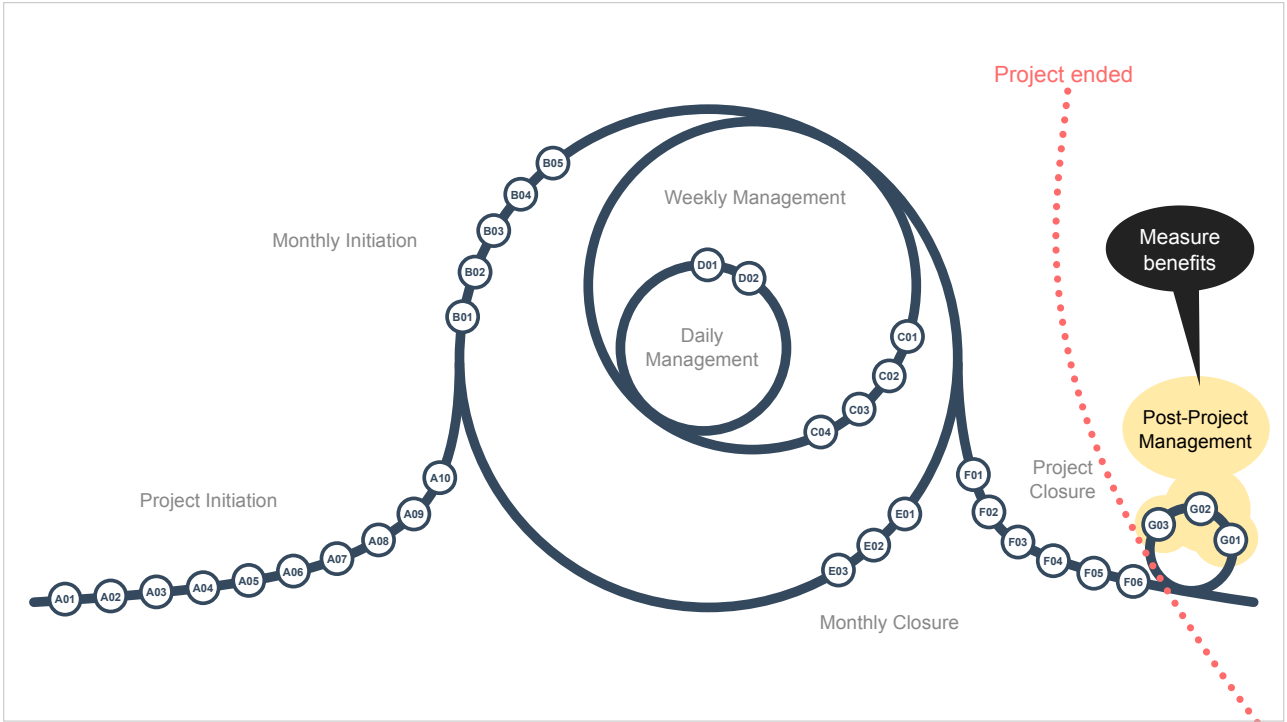 Project ended
Measure
benefits
Post-Project
Management
Weekly Management
Monthly Initiation
Daily
Management
Project Initiation
Project
Closure
Monthly Closure
A01
A02
A03
A04
A05
A06
A07
A08
A09
A10
B01
B02
B03
B04
B05
C01
C02
C03
C04
D01
D02
E01
E02
E03
F01
F02
F03
F04
F05
F06
G01
G02
G03